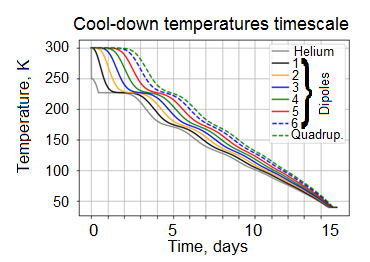 Cool-down temperatures timescale
Temperature, K
300
250
200
150
100
50
0
5
10
15
Time, days
Helium
1
2
3
4
5
6
Quadrup.
Dipoles